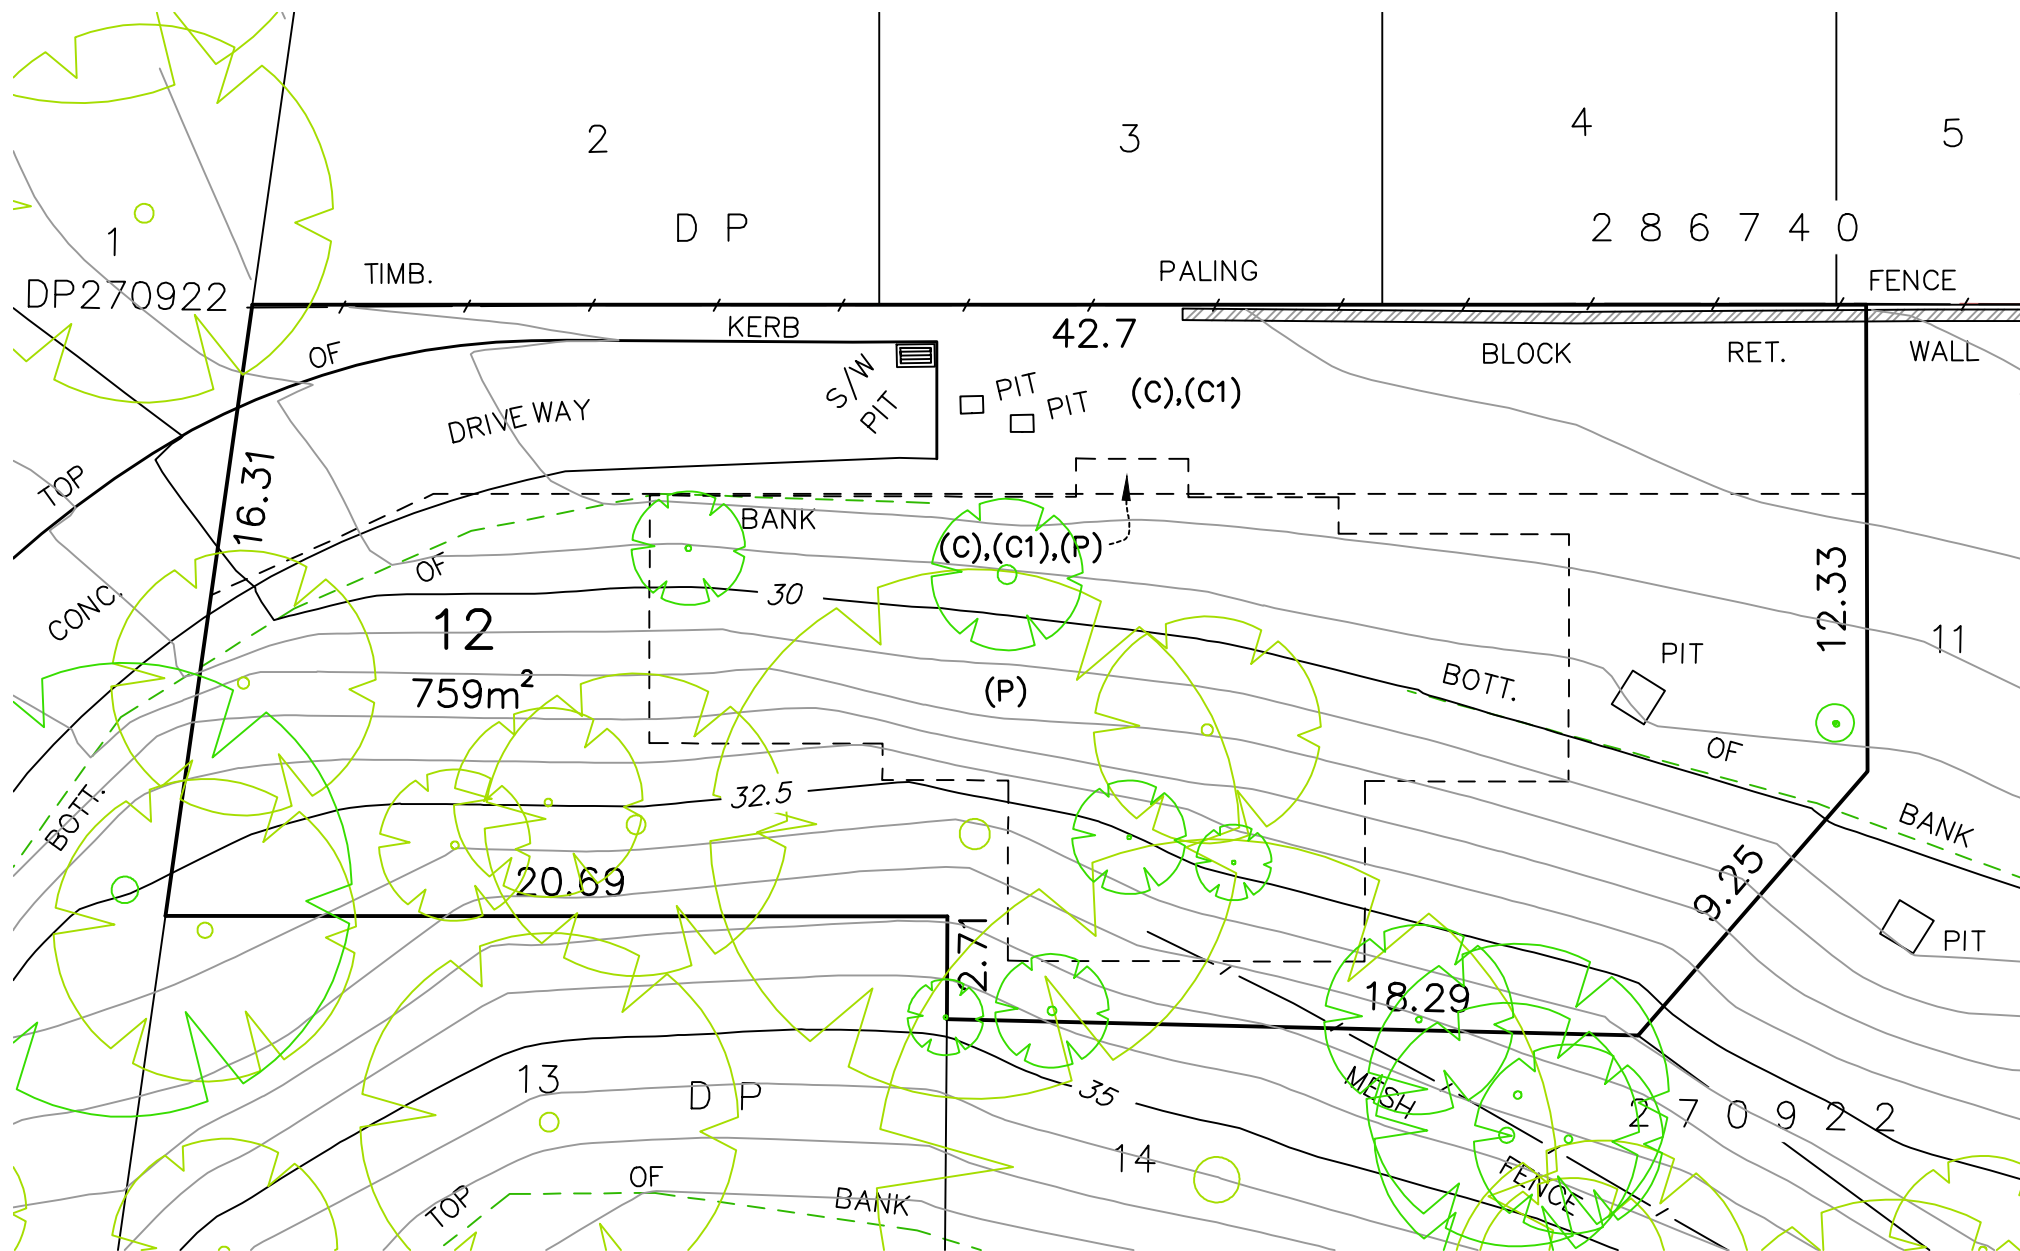 2
3
4
5
1
D P
2 8 6 7 4 0
DP270922
TIMB.
PALING
FENCE
KERB
42.7
OF
BLOCK
RET.
WALL
S/W
PIT
PIT
PIT
(C),(C1)
DRIVEWAY
TOP
16.31
BANK
(C),(C1),(P)
OF
CONC.
30
12
12.33
11
PIT
759m²
(P)
BOTT.
OF
32.5
BOTT.
BANK
20.69
9.25
2.71
PIT
18.29
13
D P
35
MESH
2 7 0 9 2 2
14
FENCE
TOP
OF
BANK